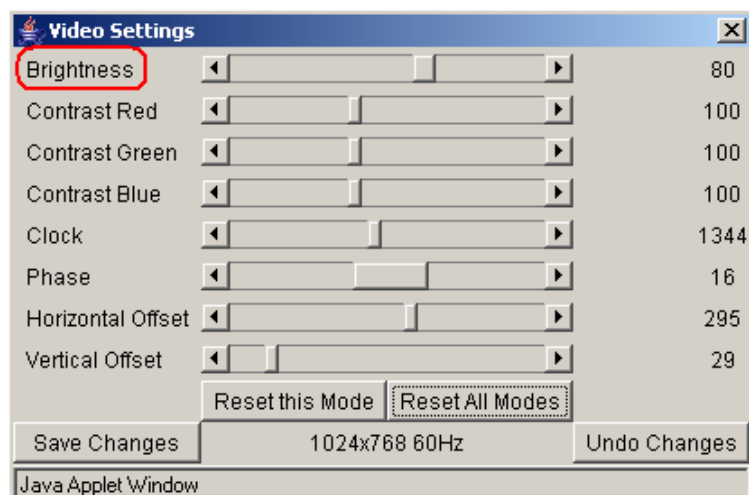 Video Settings
Brightness 80
Contrast Red 100
Contrast Green 100
Contrast Blue 100
Clock 1344
Phase 16
Horizontal Offset 295
Vertical Offset 29
Reset this Mode Reset All Modes
Save Changes 1024x768 60Hz Undo Changes
Java Applet Window